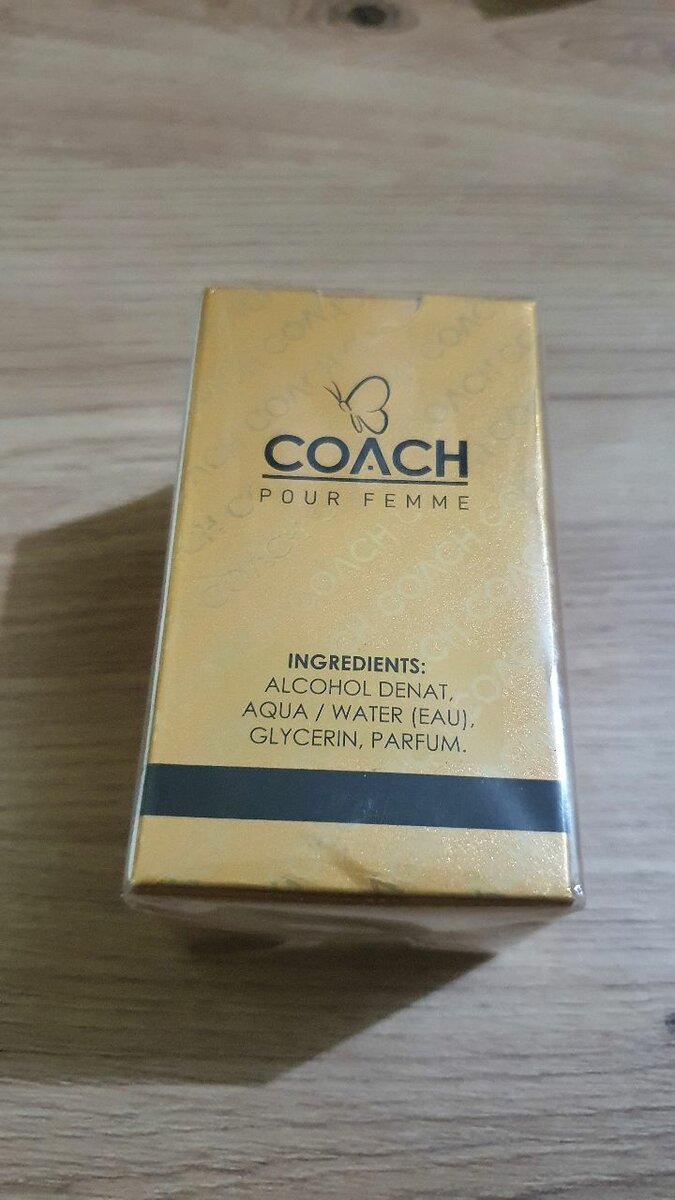 COACH
POUR FEMME
INGREDIENTS:
ALCOHOL DENAT,
AQUA / WATER (EAU),
GLYCERIN, PARFUM.